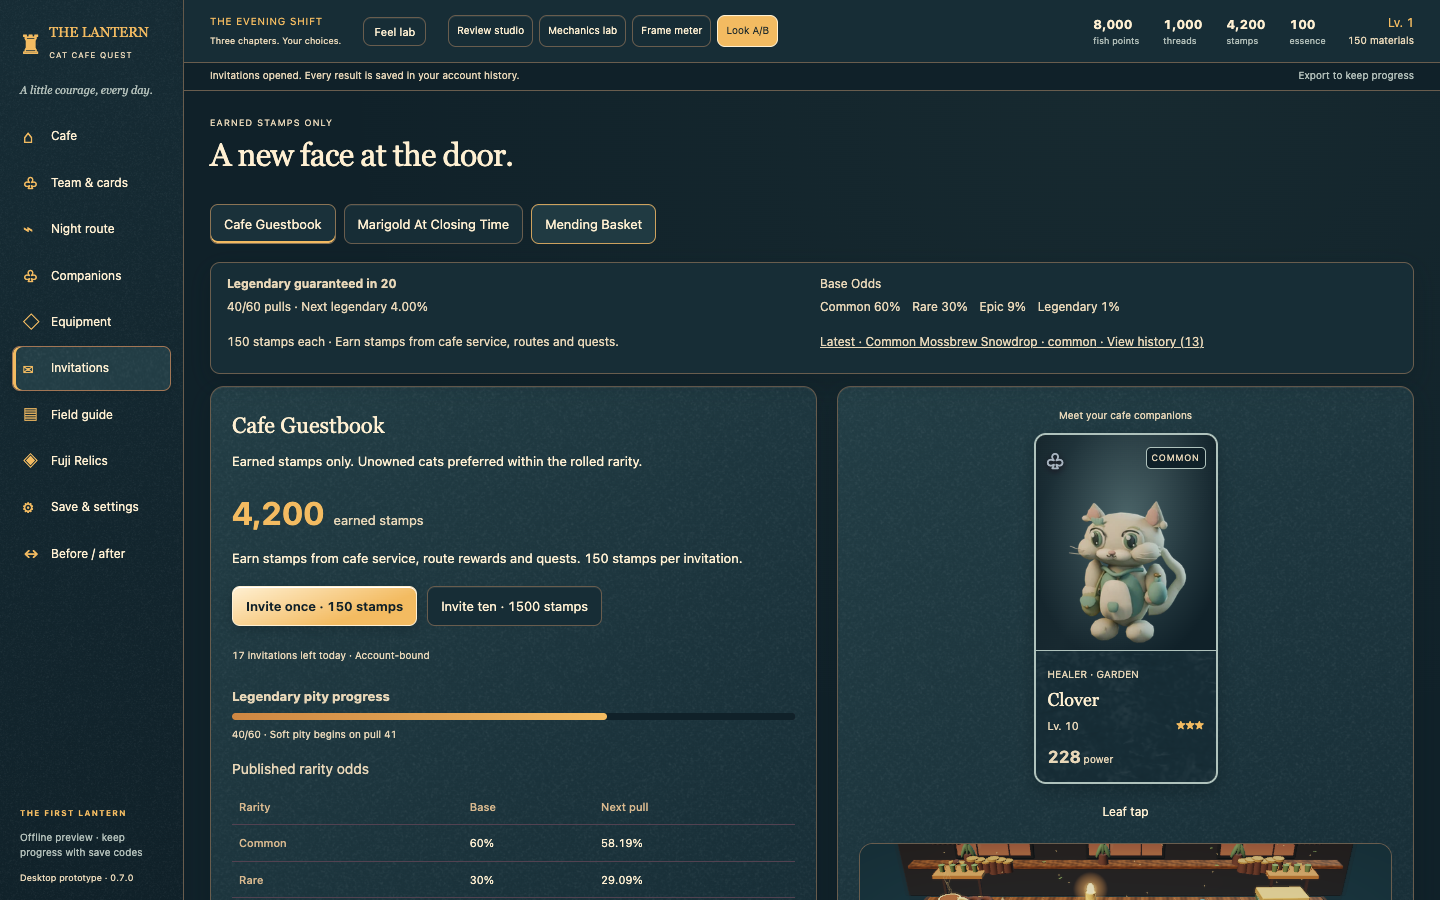 THE LANTERN
CAT CAFE QUEST
A little courage, every day.
Cafe
Team & cards
Night route
Companions
Equipment
Invitations
Field guide
Fuji Relics
Save & settings
Before / after
THE FIRST LANTERN
Offline preview · keep
progress with save codes
Desktop prototype · 0.7.0
THE EVENING SHIFT
Three chapters. Your choices.
Feel lab
Review studio
Mechanics lab
Frame meter
Look A/B
8,000
fish points
1,000
threads
4,200
stamps
100
essence
Lv. 1
150 materials
Invitations opened. Every result is saved in your account history.
Export to keep progress
EARNED STAMPS ONLY
A new face at the door.
Cafe Guestbook
Marigold At Closing Time
Mending Basket
Legendary guaranteed in 20
40/60 pulls · Next legendary 4.00%
150 stamps each · Earn stamps from cafe service, routes and quests.
Base Odds
Common 60% Rare 30% Epic 9% Legendary 1%
Latest · Common Mossbrew Snowdrop · common · View history (13)
Cafe Guestbook
Earned stamps only. Unowned cats preferred within the rolled rarity.
4,200 earned stamps
Earn stamps from cafe service, route rewards and quests. 150 stamps per invitation.
Invite once · 150 stamps
Invite ten · 1500 stamps
17 invitations left today · Account-bound
Legendary pity progress
40/60 · Soft pity begins on pull 41
Published rarity odds
Rarity Base Next pull
Common 60% 58.19%
Rare 30% 29.09%
Meet your cafe companions
COMMON
HEALER · GARDEN
Clover
Lv. 10
228 power
Leaf tap